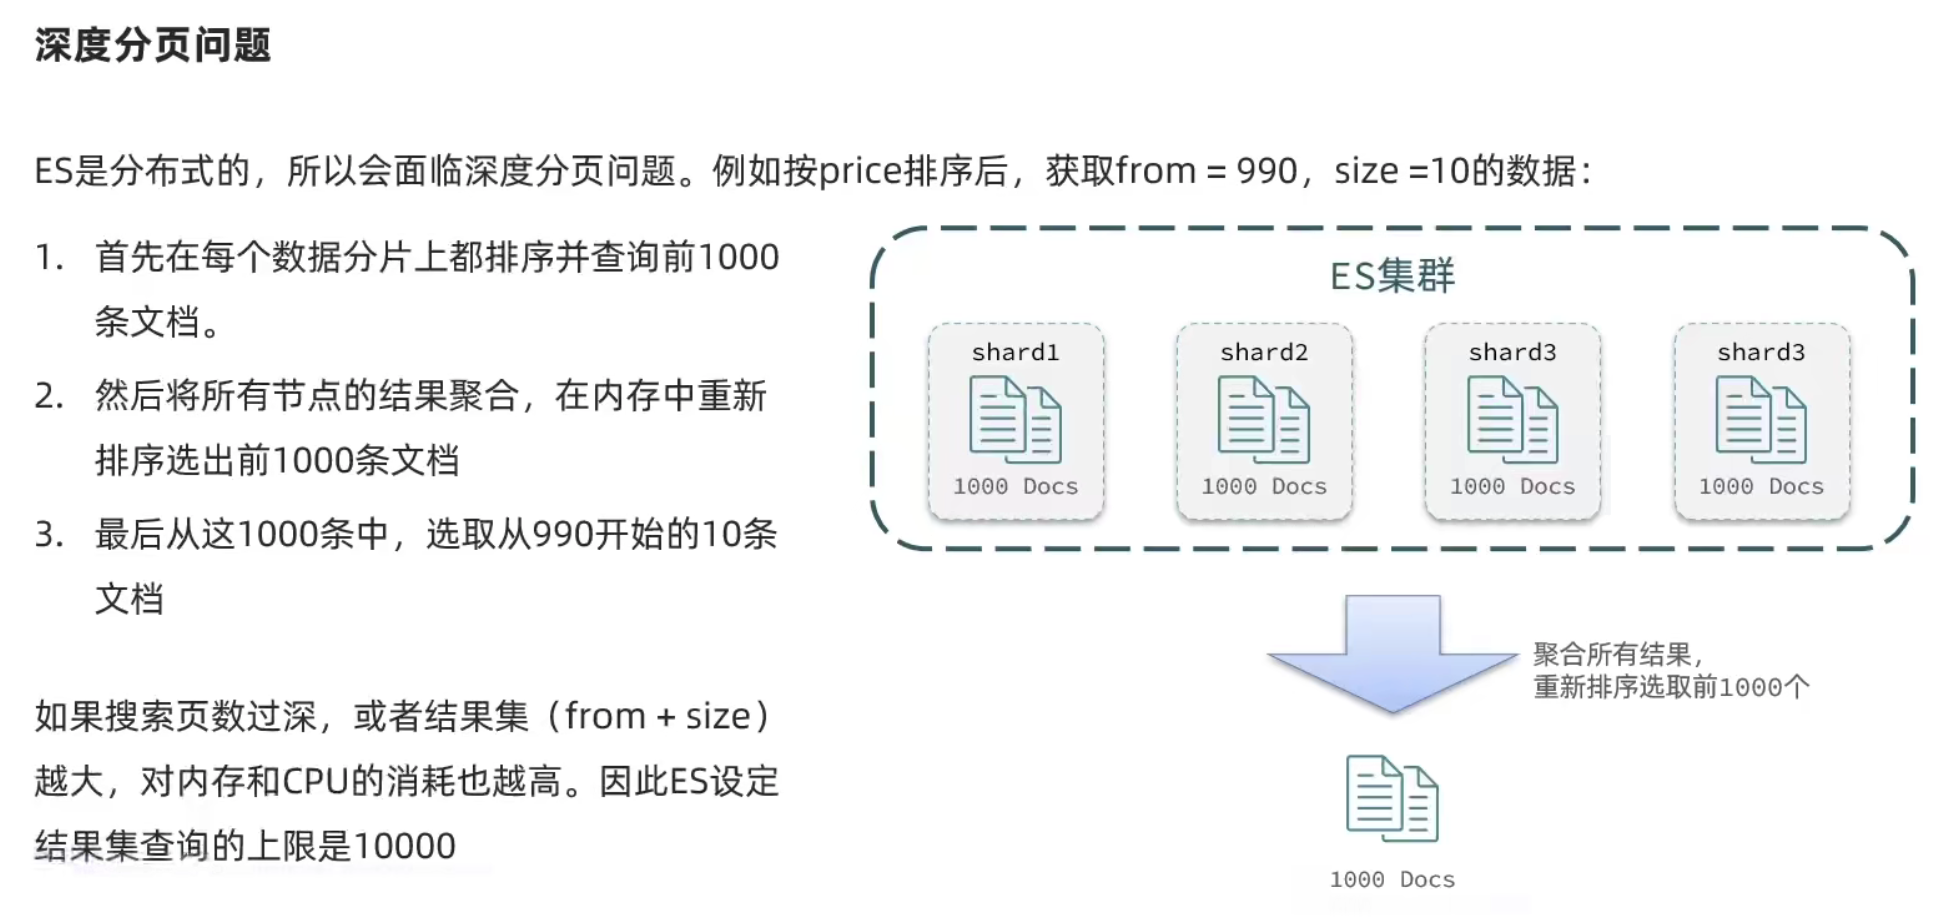 深度分页问题
ES是分布式的，所以会面临深度分页问题。例如按price排序后，获取from = 990，size =10的数据：
1. 首先在每个数据分片上都排序并查询前1000
条文档。
2. 然后将所有节点的结果聚合，在内存中重新
排序选出前1000条文档
3. 最后从这1000条中，选取从990开始的10条
文档
如果搜索页数过深，或者结果集（from + size）
越大，对内存和CPU的消耗也越高。因此ES设定
结果集查询的上限是10000
ES集群
shard1
1000 Docs
shard2
1000 Docs
shard3
1000 Docs
shard3
1000 Docs
聚合所有结果，
重新排序选取前1000个
1000 Docs